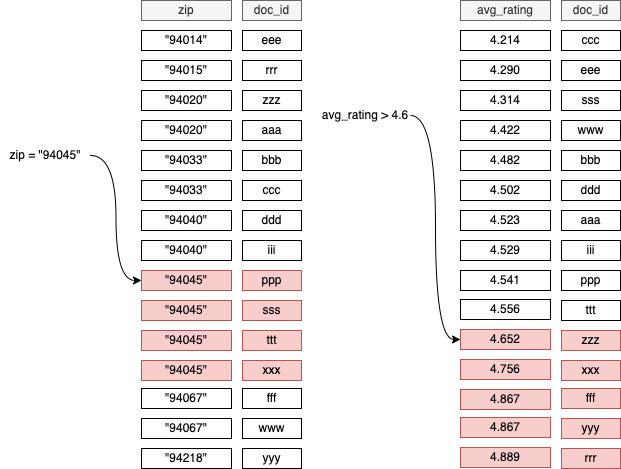 zip doc_id
"94014" eee
"94015" rrr
"94020" zzz
"94020" aaa
"94033" bbb
"94033" ccc
"94040" ddd
"94040" iii
"94045" ppp
"94045" sss
"94045" ttt
"94045" xxx
"94067" fff
"94067" www
"94218" yyy
zip = "94045"
avg_rating doc_id
4.214 ccc
4.290 eee
4.314 sss
4.422 www
4.482 bbb
4.502 ddd
4.523 aaa
4.529 iii
4.541 ppp
4.556 ttt
4.652 zzz
4.756 xxx
4.867 fff
4.867 yyy
4.889 rrr
avg_rating > 4.6